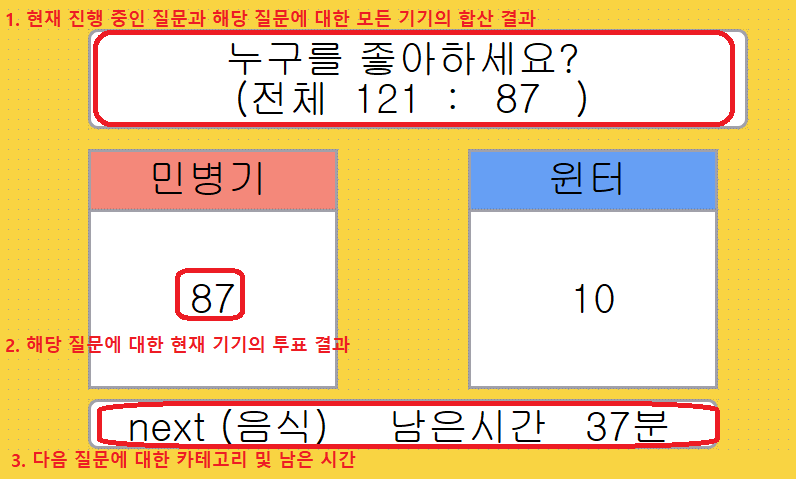 1. 현재 진행 중인 질문과 해당 질문에 대한 모든 기기의 합산 결과
누구를 좋아하세요?
(전체 121 : 87 )
민병기
윈터
87
10
2. 해당 질문에 대한 현재 기기의 투표 결과
next (음식) 남은시간 37분
3. 다음 질문에 대한 카테고리 및 남은 시간